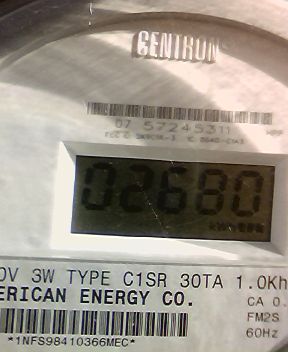 CENTRON
07 57245311
02680
0V 3W TYPE C1SR 30TA 1.0Kh
ERICAN ENERGY CO.
CA 0.
FM2S
60Hz
*1NFS98410366MEC*